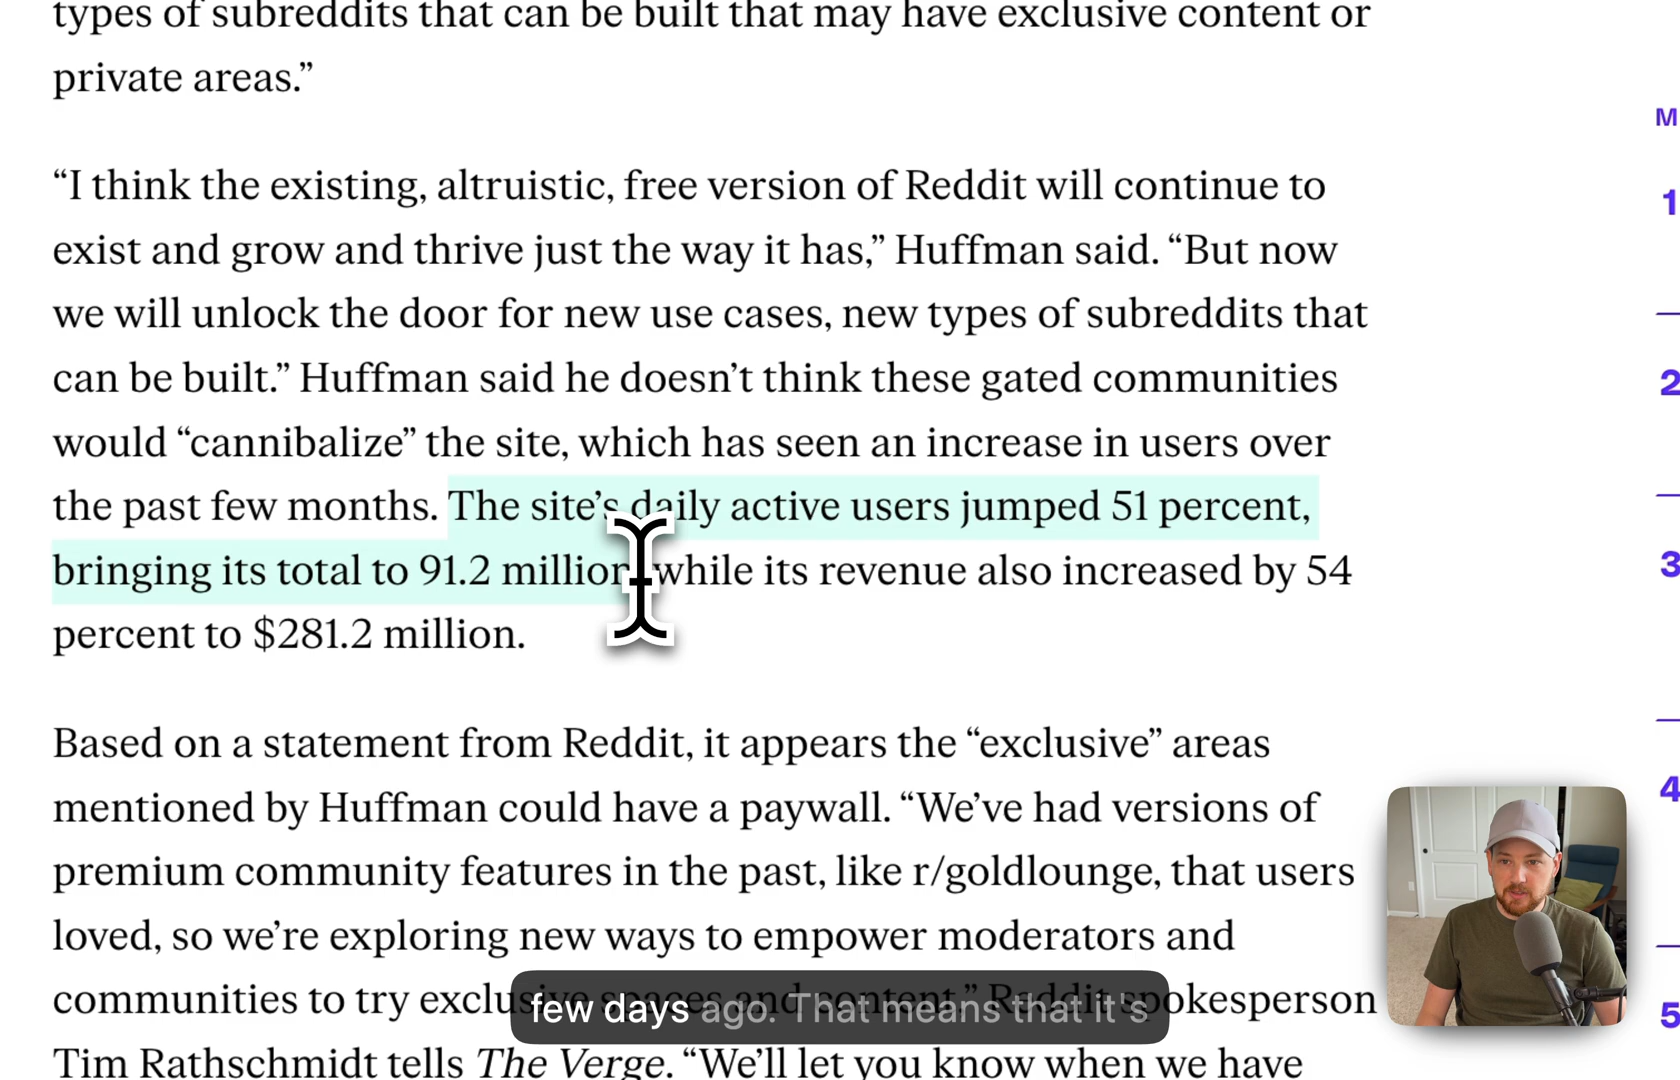 types of subreddits that can be built that may have exclusive content or
private areas.”
“I think the existing, altruistic, free version of Reddit will continue to
exist and grow and thrive just the way it has,” Huffman said. “But now
we will unlock the door for new use cases, new types of subreddits that
can be built.” Huffman said he doesn’t think these gated communities
would “cannibalize” the site, which has seen an increase in users over
the past few months. The site’s daily active users jumped 51 percent,
bringing its total to 91.2 million, while its revenue also increased by 54
percent to $281.2 million.
Based on a statement from Reddit, it appears the “exclusive” areas
mentioned by Huffman could have a paywall. “We’ve had versions of
premium community features in the past, like r/goldlounge, that users
loved, so we’re exploring new ways to empower moderators and
communities to try exclusive spaces and content.” Reddit spokesperson
Tim Rathschmidt tells The Verge. “We’ll let you know when we have
few days ago. That means that it's
M
1
2
3
4
5